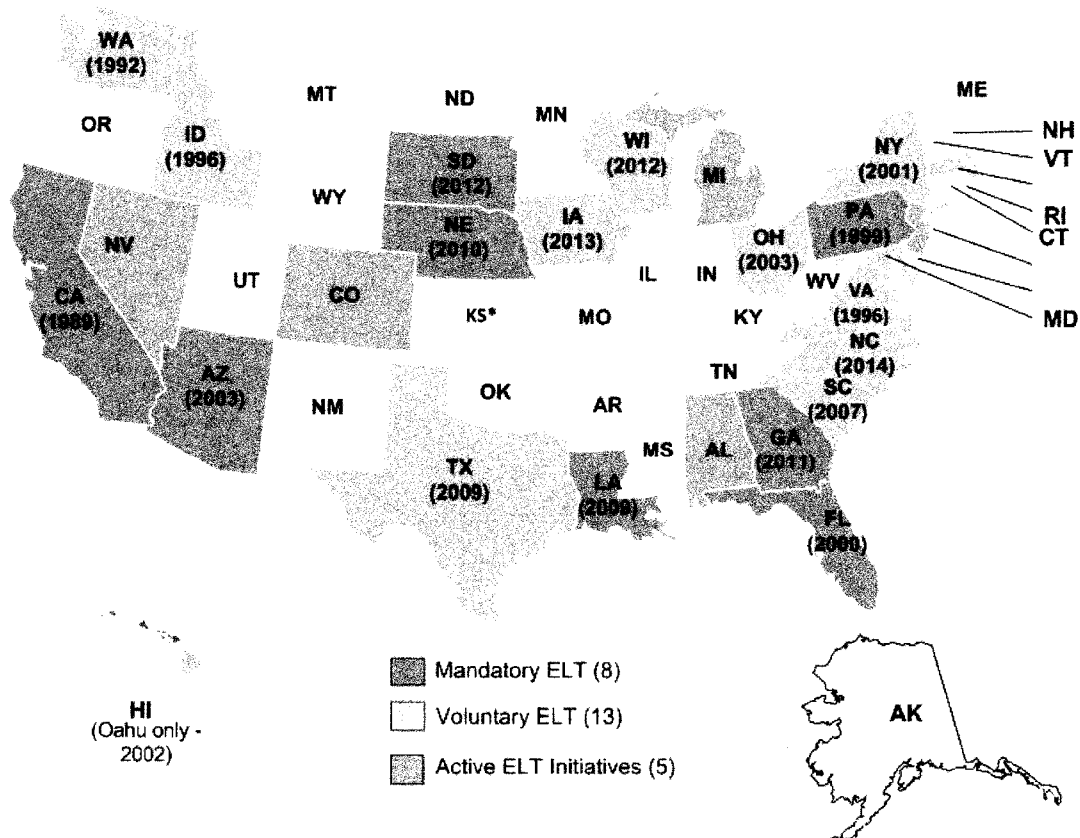 WA
(1992)
MT
ND
MN
ME
OR
ID
(1996)
WI
(2012)
NY
(2001)
NH
VT
SD
(2012)
MI
WY
NE
(2010)
IA
(2013)
PA
RI
CT
NV
OH
(2003)
UT
CO
IL
IN
WV
VA
(1996)
MD
CA
(1989)
KS*
MO
KY
NC
(2014)
AZ
(2003)
NM
OK
AR
TN
SC
(2007)
TX
(2009)
MS
AL
GA
(2011)
LA
(2009)
FL
(2000)
HI
(Oahu only -
2002)
Mandatory ELT (8)
Voluntary ELT (13)
Active ELT Initiatives (5)
AK